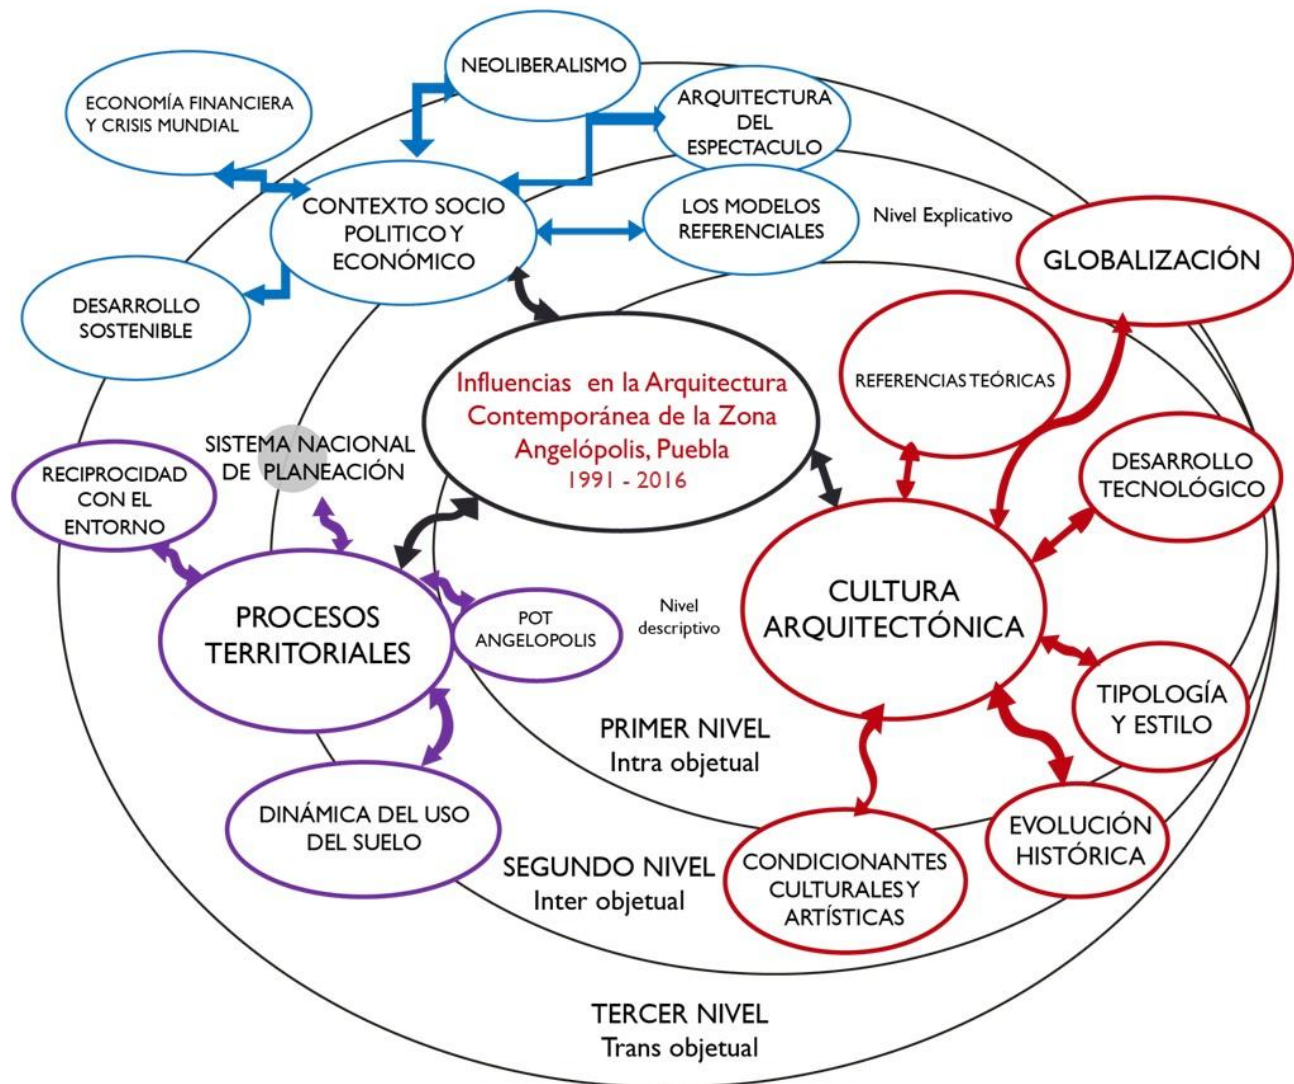 NEOLIBERALISMO
ECONOMÍA FINANCIERA
Y CRISIS MUNDIAL
ARQUITECTURA
DEL
ESPECTACULO
CONTEXTO SOCIO
POLITICO Y
ECONÓMICO
LOS MODELOS
REFERENCIALES
Nivel Explicativo
GLOBALIZACIÓN
DESARROLLO
SOSTENIBLE
Influencias en la Arquitectura
Contemporánea de la Zona
Angelópolis, Puebla
1991 - 2016
REFERENCIAS TEÓRICAS
SISTEMA NACIONAL
DE PLANEACIÓN
RECIPROCIDAD
CON EL
ENTORNO
DESARROLLO
TECNOLÓGICO
PROCESOS
TERRITORIALES
POT
ANGELOPOLIS
Nivel
descriptivo
CULTURA
ARQUITECTÓNICA
TIPOLOGÍA
Y ESTILO
PRIMER NIVEL
Intra objetual
DINÁMICA DEL USO
DEL SUELO
EVOLUCIÓN
HISTÓRICA
SEGUNDO NIVEL
Inter objetual
CONDICIONANTES
CULTURALES Y
ARTÍSTICAS
TERCER NIVEL
Trans objetual